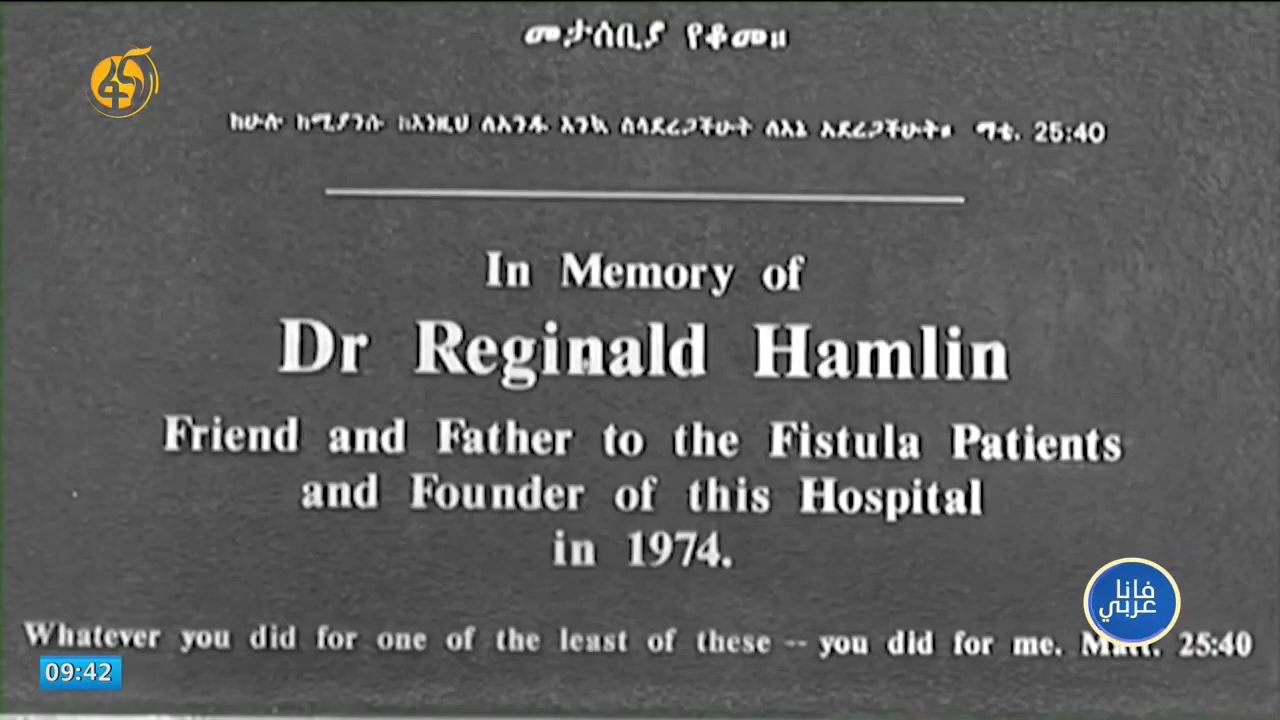 መታሰቢያ የቆመ።
ከሁሉ ከሚያንሱ ከእነዚህ ለአንዱ እንኳ ስላደረጋችሁት ለእኔ አደረጋችሁት። ማቴ. 25:40
In Memory of
Dr Reginald Hamlin
Friend and Father to the Fistula Patients
and Founder of this Hospital
in 1974.
فانا
عربي
Whatever you did for one of the least of these -- you did for me. Matt. 25:40
09:42